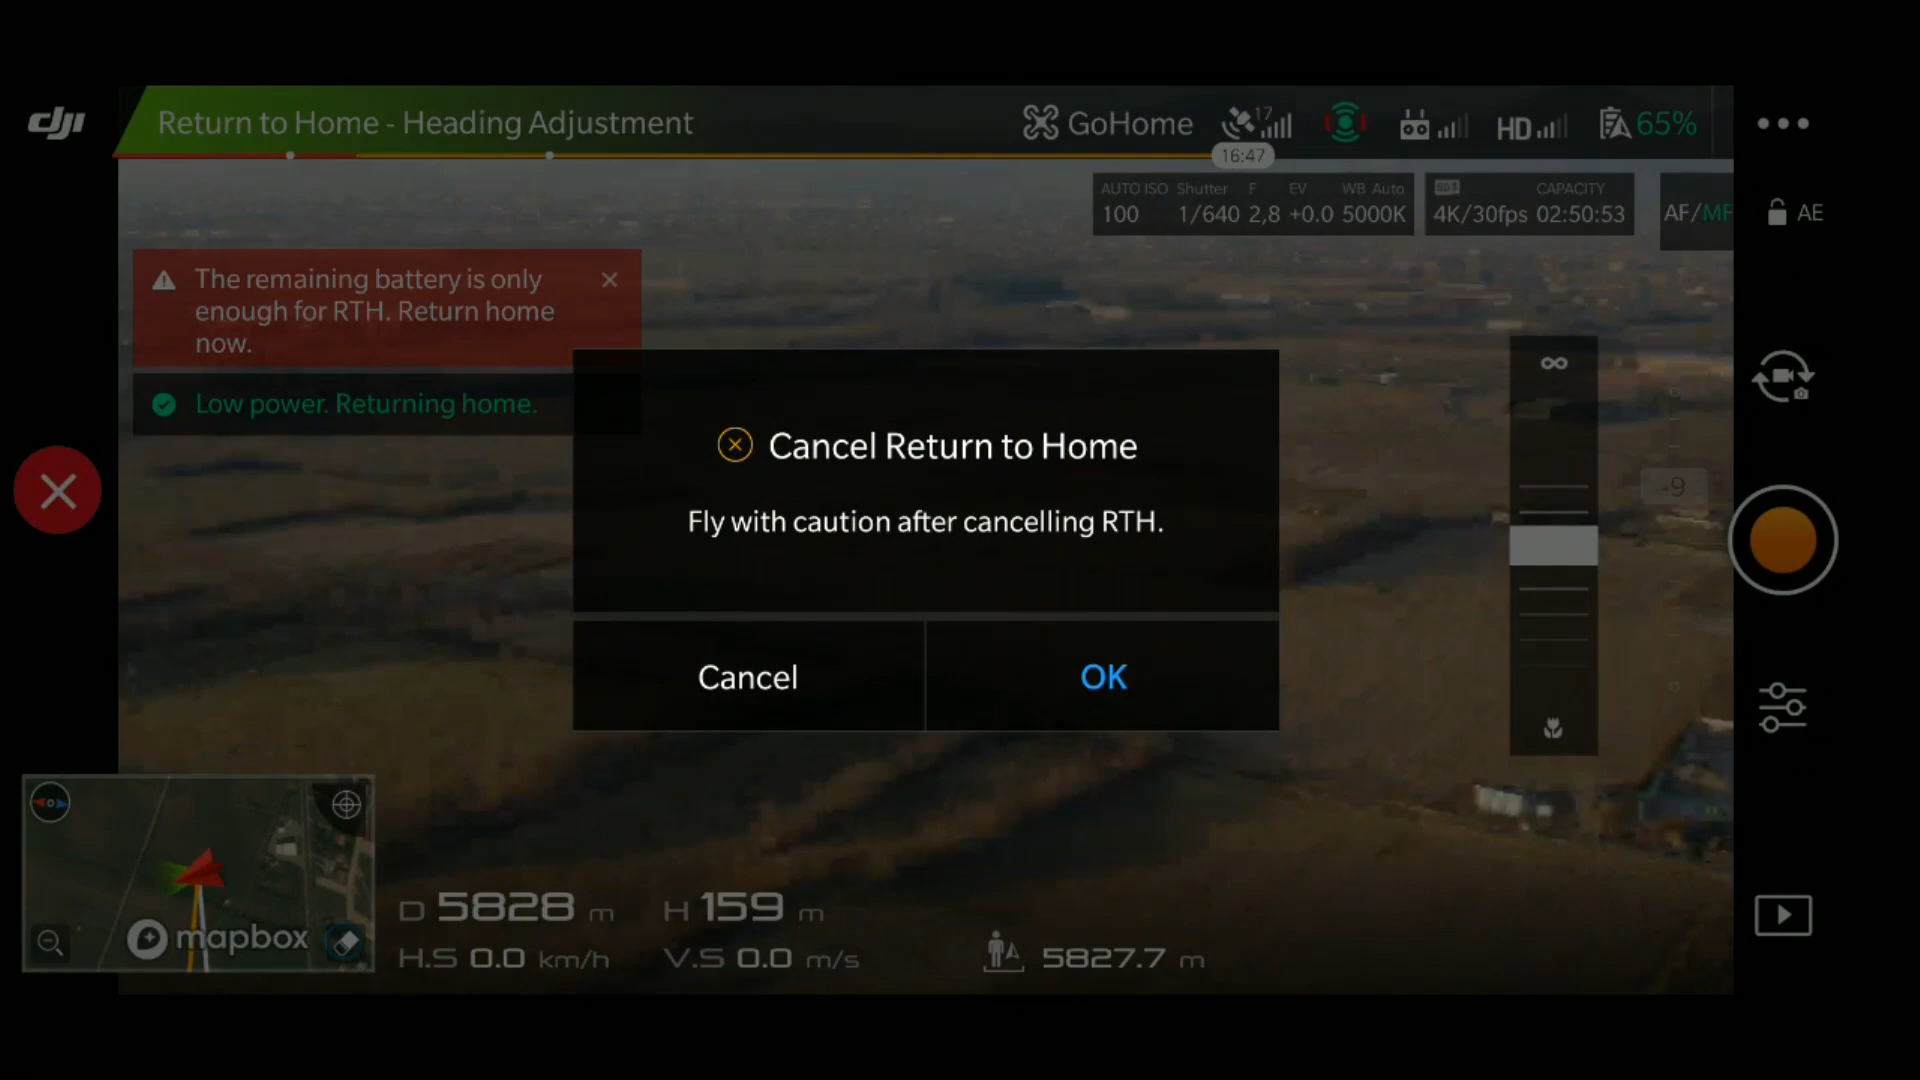 dji
Return to Home - Heading Adjustment
GoHome
17
HD
65%
16:47
AUTO ISO Shutter F EV WB Auto
100 1/640 2,8 +0.0 5000K
CAPACITY
4K/30fps 02:50:53
AF/MF
AE
The remaining battery is only
enough for RTH. Return home
now.
Low power. Returning home.
Cancel Return to Home
Fly with caution after cancelling RTH.
Cancel
OK
-9
mapbox
D 5828 m
H 159 m
H.S 0.0 km/h
V.S 0.0 m/s
5827.7 m